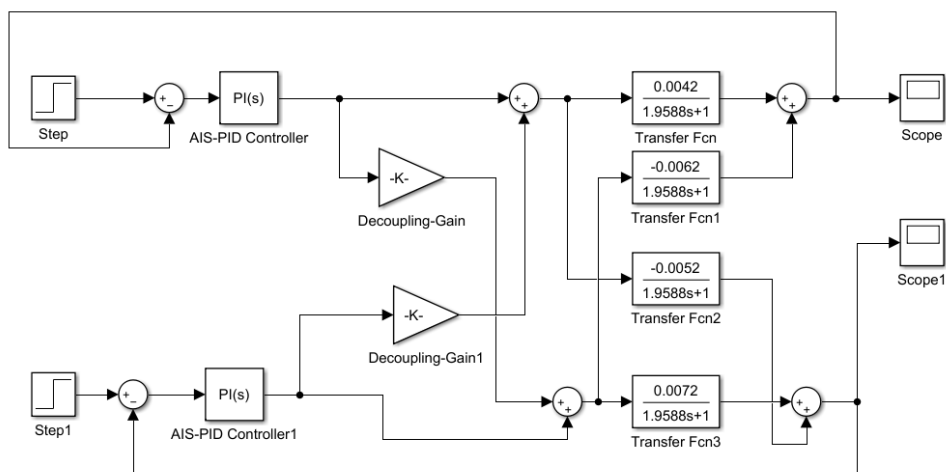 Step
+
−
PI(s)
AIS-PID Controller
+
+
0.0042
1.9588s+1
Transfer Fcn
+
+
Scope
-K-
Decoupling-Gain
-0.0062
1.9588s+1
Transfer Fcn1
-0.0052
1.9588s+1
Transfer Fcn2
Scope1
-K-
Decoupling-Gain1
Step1
+
−
PI(s)
AIS-PID Controller1
+
+
0.0072
1.9588s+1
Transfer Fcn3
+
+